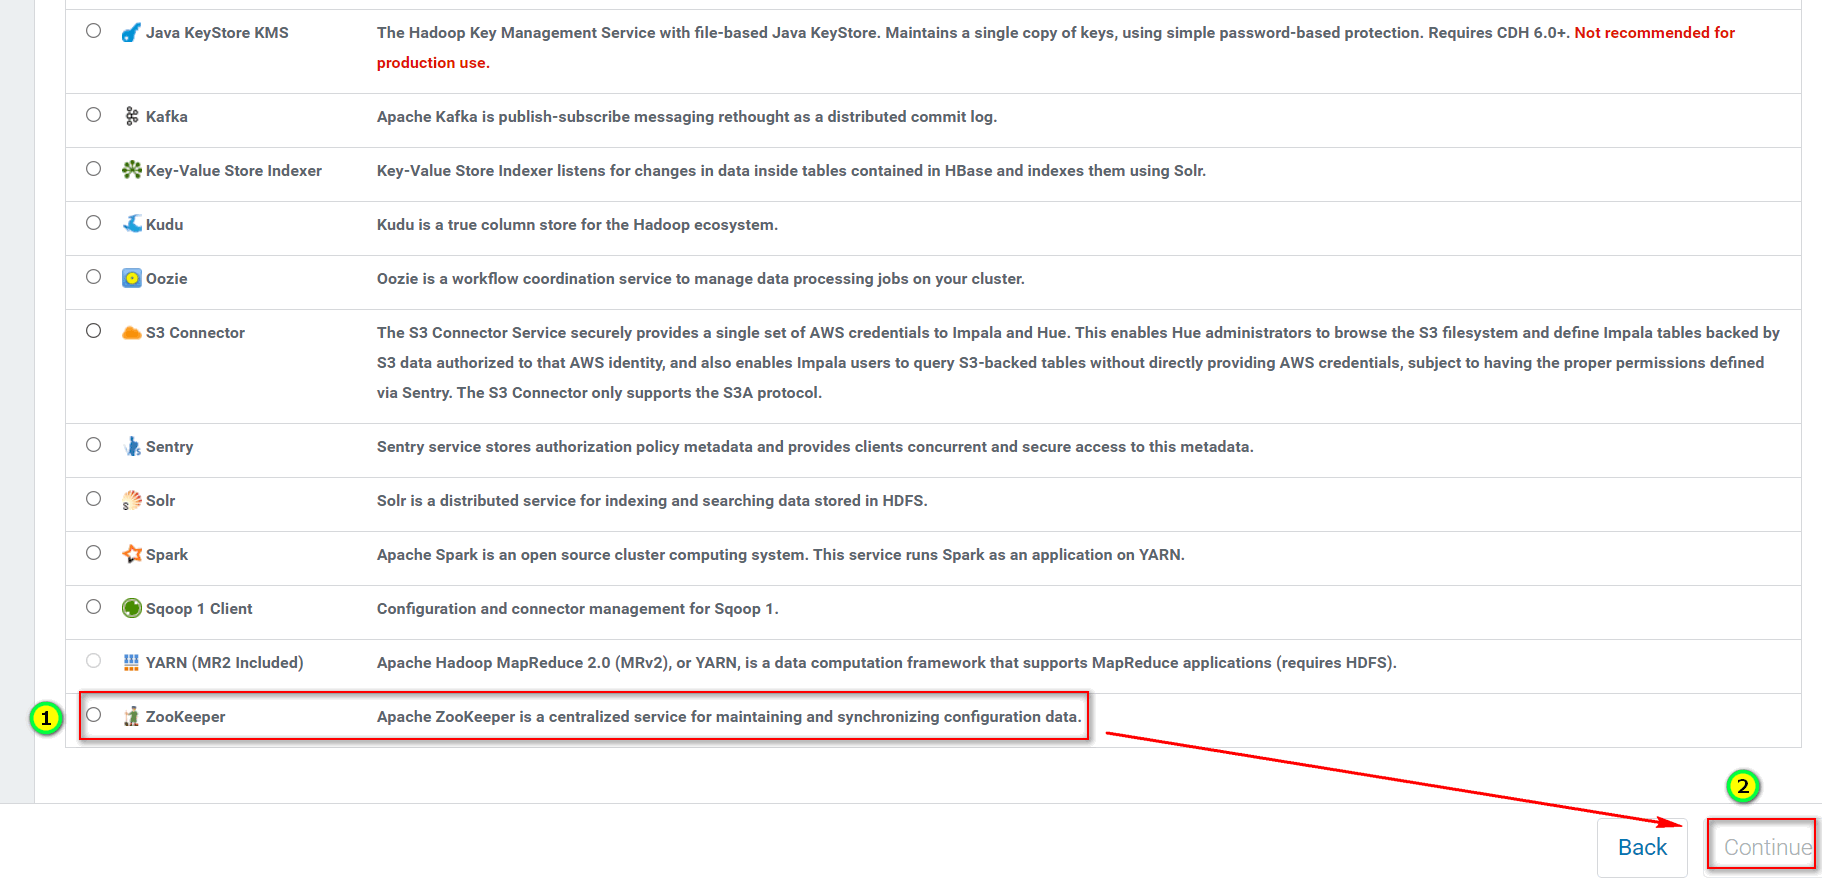 Java KeyStore KMS
The Hadoop Key Management Service with file-based Java KeyStore. Maintains a single copy of keys, using simple password-based protection. Requires CDH 6.0+. Not recommended for
production use.
Kafka
Apache Kafka is publish-subscribe messaging rethought as a distributed commit log.
Key-Value Store Indexer
Key-Value Store Indexer listens for changes in data inside tables contained in HBase and indexes them using Solr.
Kudu
Kudu is a true column store for the Hadoop ecosystem.
Oozie
Oozie is a workflow coordination service to manage data processing jobs on your cluster.
S3 Connector
The S3 Connector Service securely provides a single set of AWS credentials to Impala and Hue. This enables Hue administrators to browse the S3 filesystem and define Impala tables backed by
S3 data authorized to that AWS identity, and also enables Impala users to query S3-backed tables without directly providing AWS credentials, subject to having the proper permissions defined
via Sentry. The S3 Connector only supports the S3A protocol.
Sentry
Sentry service stores authorization policy metadata and provides clients concurrent and secure access to this metadata.
Solr
Solr is a distributed service for indexing and searching data stored in HDFS.
Spark
Apache Spark is an open source cluster computing system. This service runs Spark as an application on YARN.
Sqoop 1 Client
Configuration and connector management for Sqoop 1.
YARN (MR2 Included)
Apache Hadoop MapReduce 2.0 (MRv2), or YARN, is a data computation framework that supports MapReduce applications (requires HDFS).
1
ZooKeeper
Apache ZooKeeper is a centralized service for maintaining and synchronizing configuration data.
2
Back
Continue